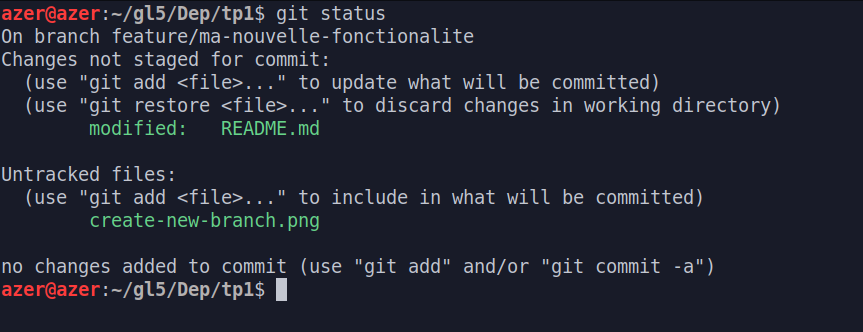 azer@azer:~/gl5/Dep/tp1$ git status
On branch feature/ma-nouvelle-fonctionalite
Changes not staged for commit:
  (use "git add <file>..." to update what will be committed)
  (use "git restore <file>..." to discard changes in working directory)
        modified:   README.md

Untracked files:
  (use "git add <file>..." to include in what will be committed)
        create-new-branch.png

no changes added to commit (use "git add" and/or "git commit -a")
azer@azer:~/gl5/Dep/tp1$